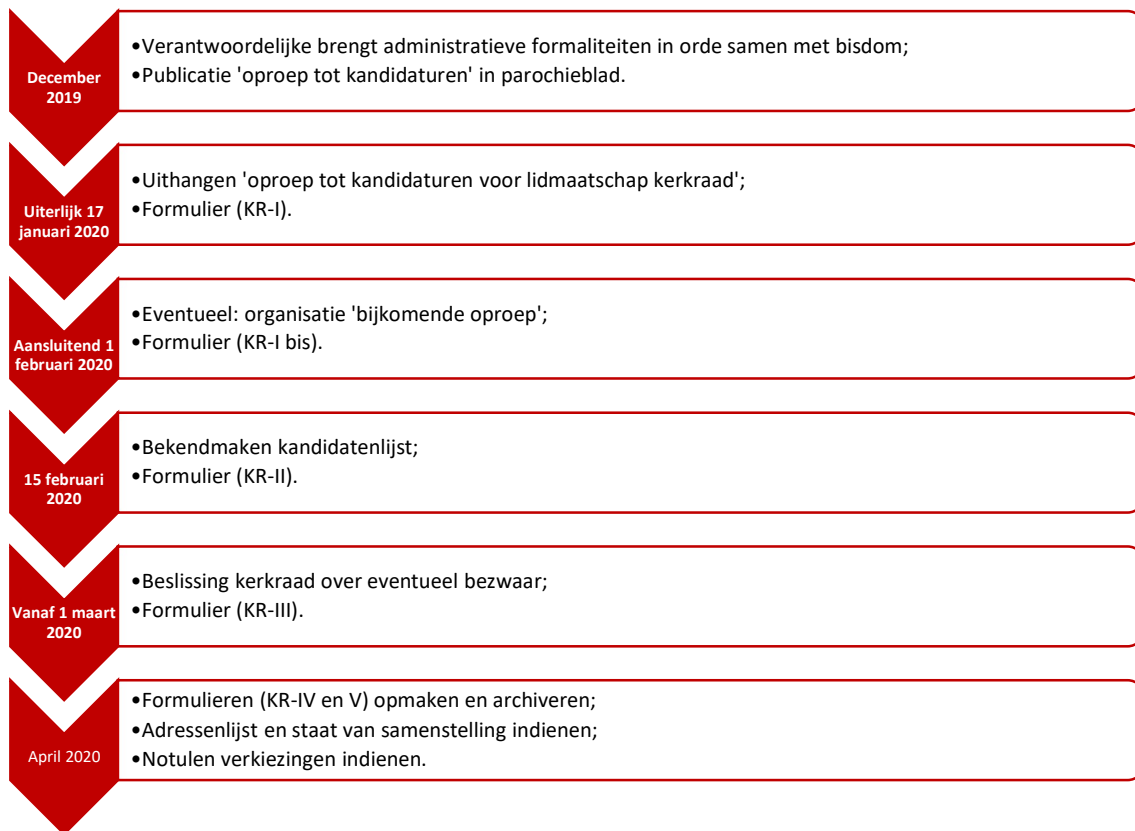 December
2019
•Verantwoordelijke brengt administratieve formaliteiten in orde samen met bisdom;
•Publicatie 'oproep tot kandidaturen' in parochieblad.
Uiterlijk 17
januari 2020
•Uithangen 'oproep tot kandidaturen voor lidmaatschap kerkraad';
•Formulier (KR-I).
Aansluitend 1
februari 2020
•Eventueel: organisatie 'bijkomende oproep';
•Formulier (KR-I bis).
15 februari
2020
•Bekendmaken kandidatenlijst;
•Formulier (KR-II).
Vanaf 1 maart
2020
•Beslissing kerkraad over eventueel bezwaar;
•Formulier (KR-III).
April 2020
•Formulieren (KR-IV en V) opmaken en archiveren;
•Adressenlijst en staat van samenstelling indienen;
•Notulen verkiezingen indienen.